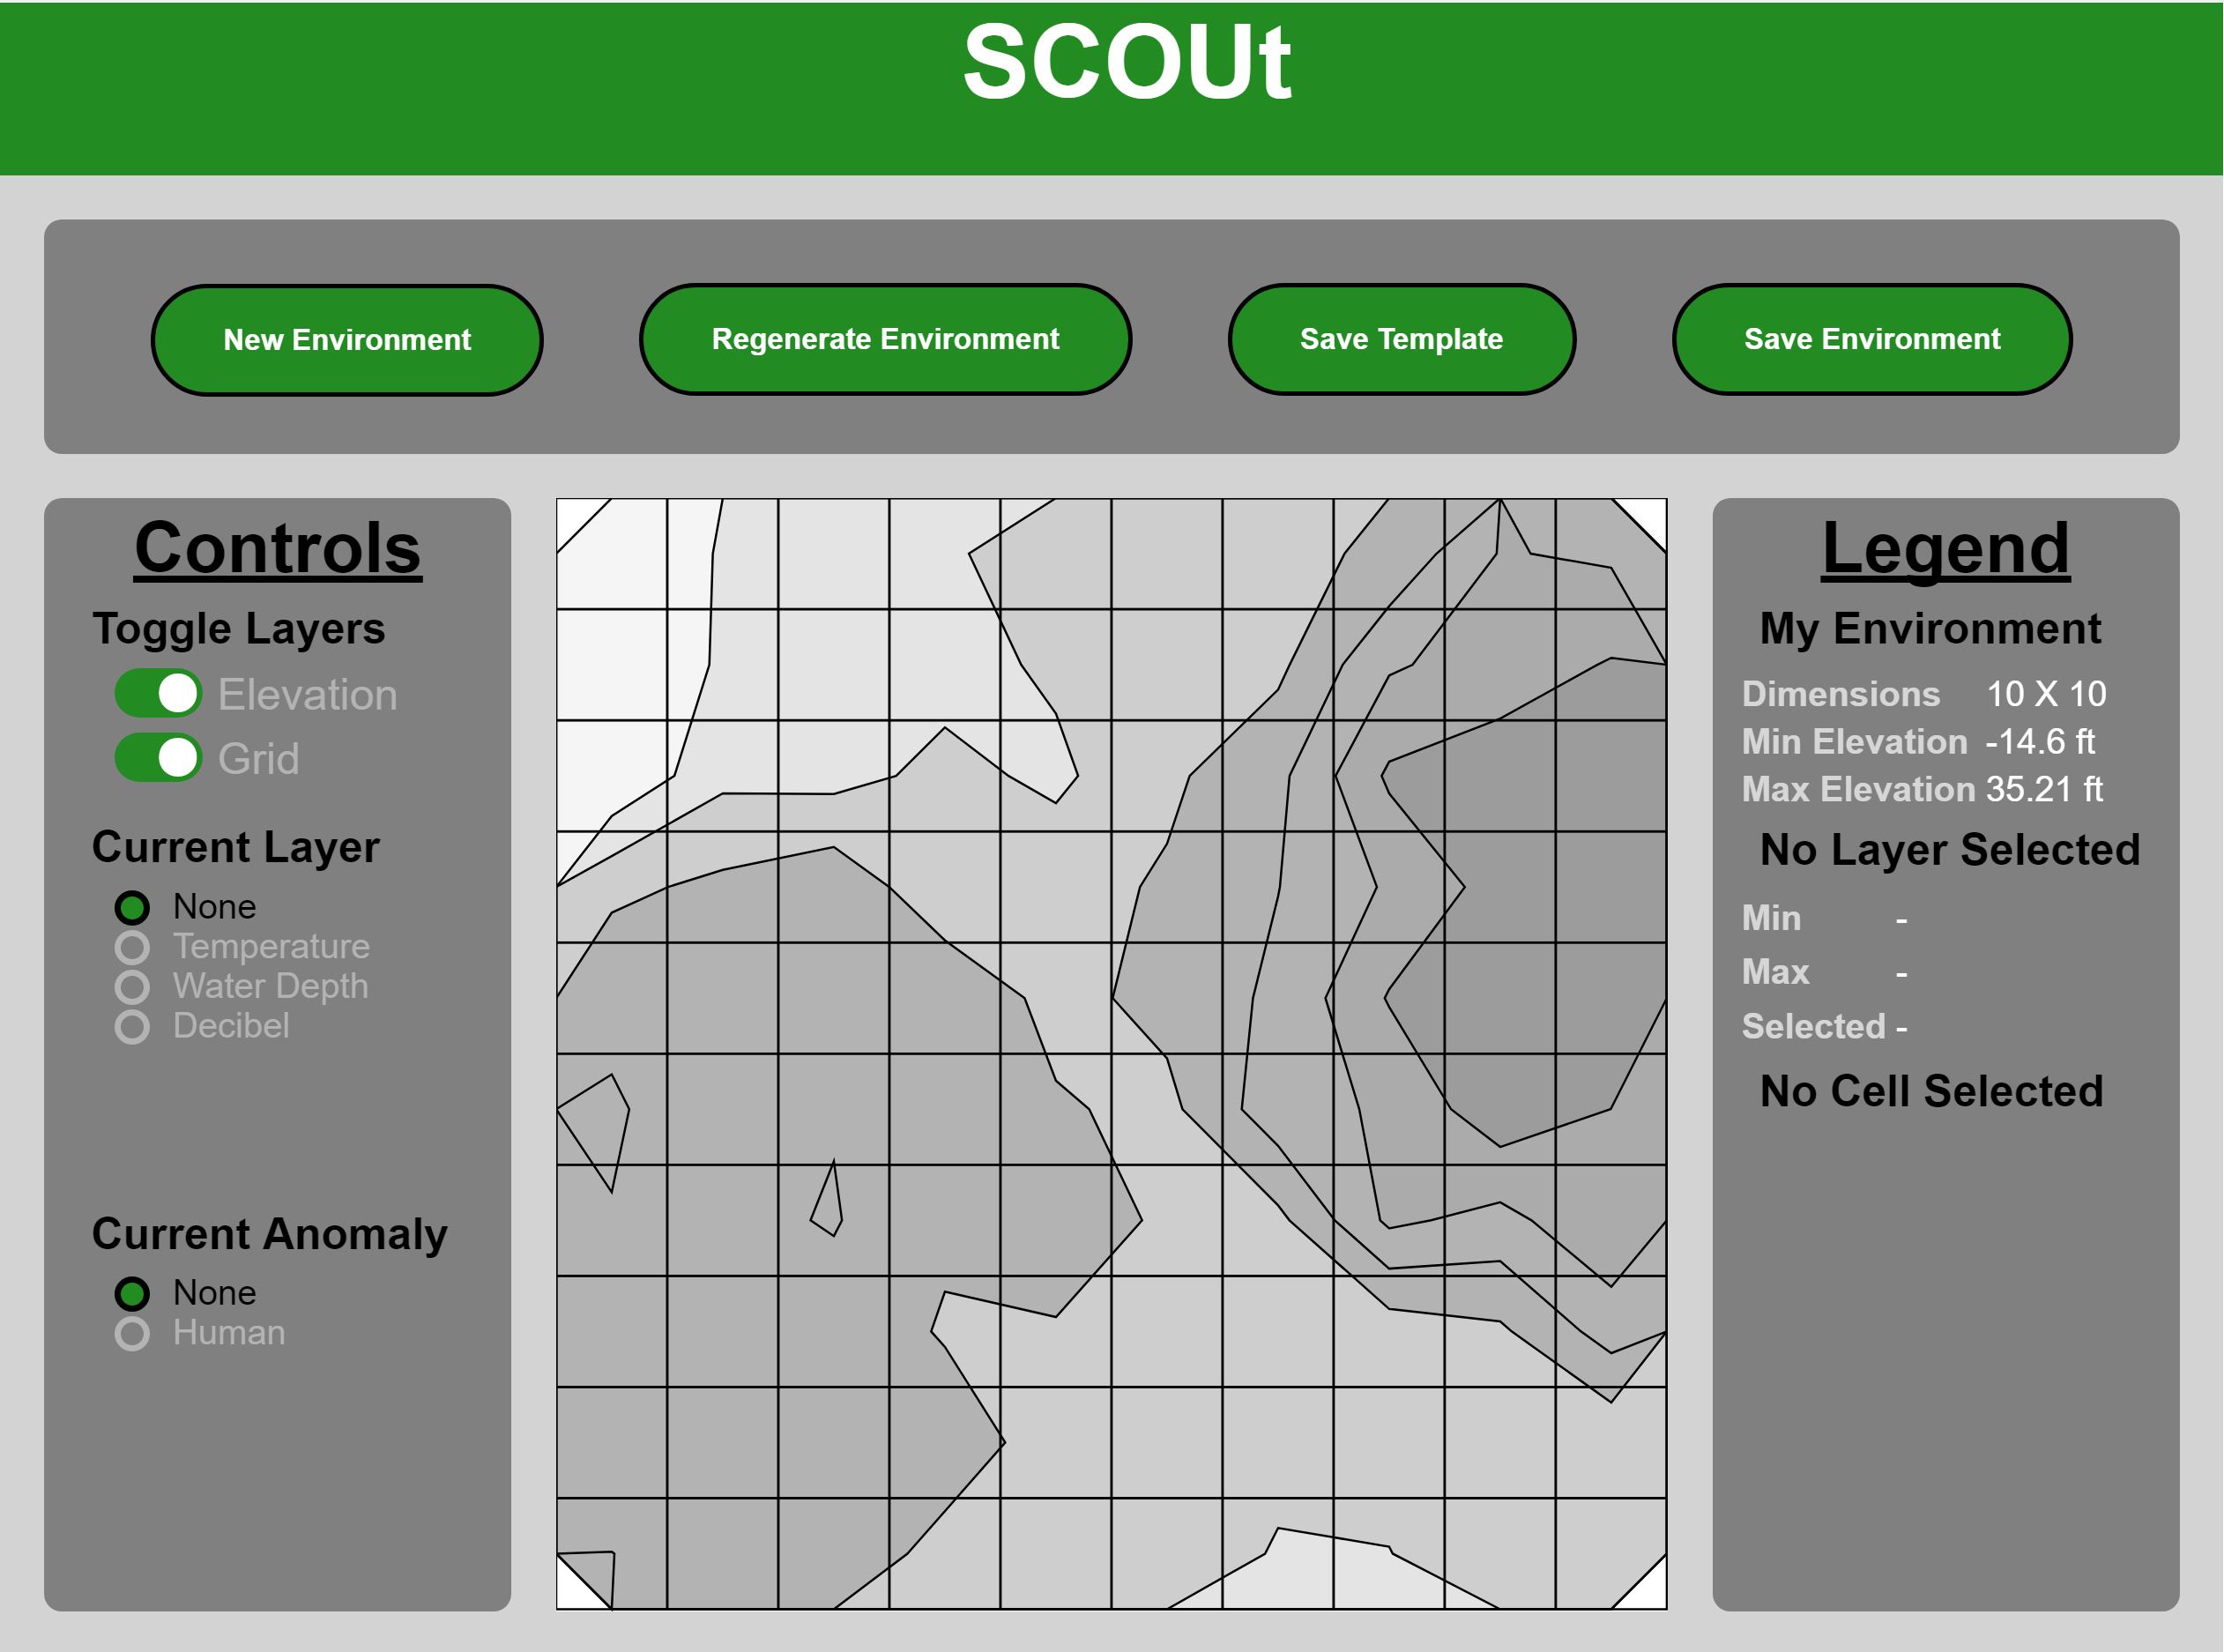 SCOUt
New Environment
Regenerate Environment
Save Template
Save Environment
Controls
Toggle Layers
Elevation
Grid
Current Layer
None
Temperature
Water Depth
Decibel
Current Anomaly
None
Human
Legend
My Environment
Dimensions 10 X 10
Min Elevation -14.6 ft
Max Elevation 35.21 ft
No Layer Selected
Min -
Max -
Selected -
No Cell Selected